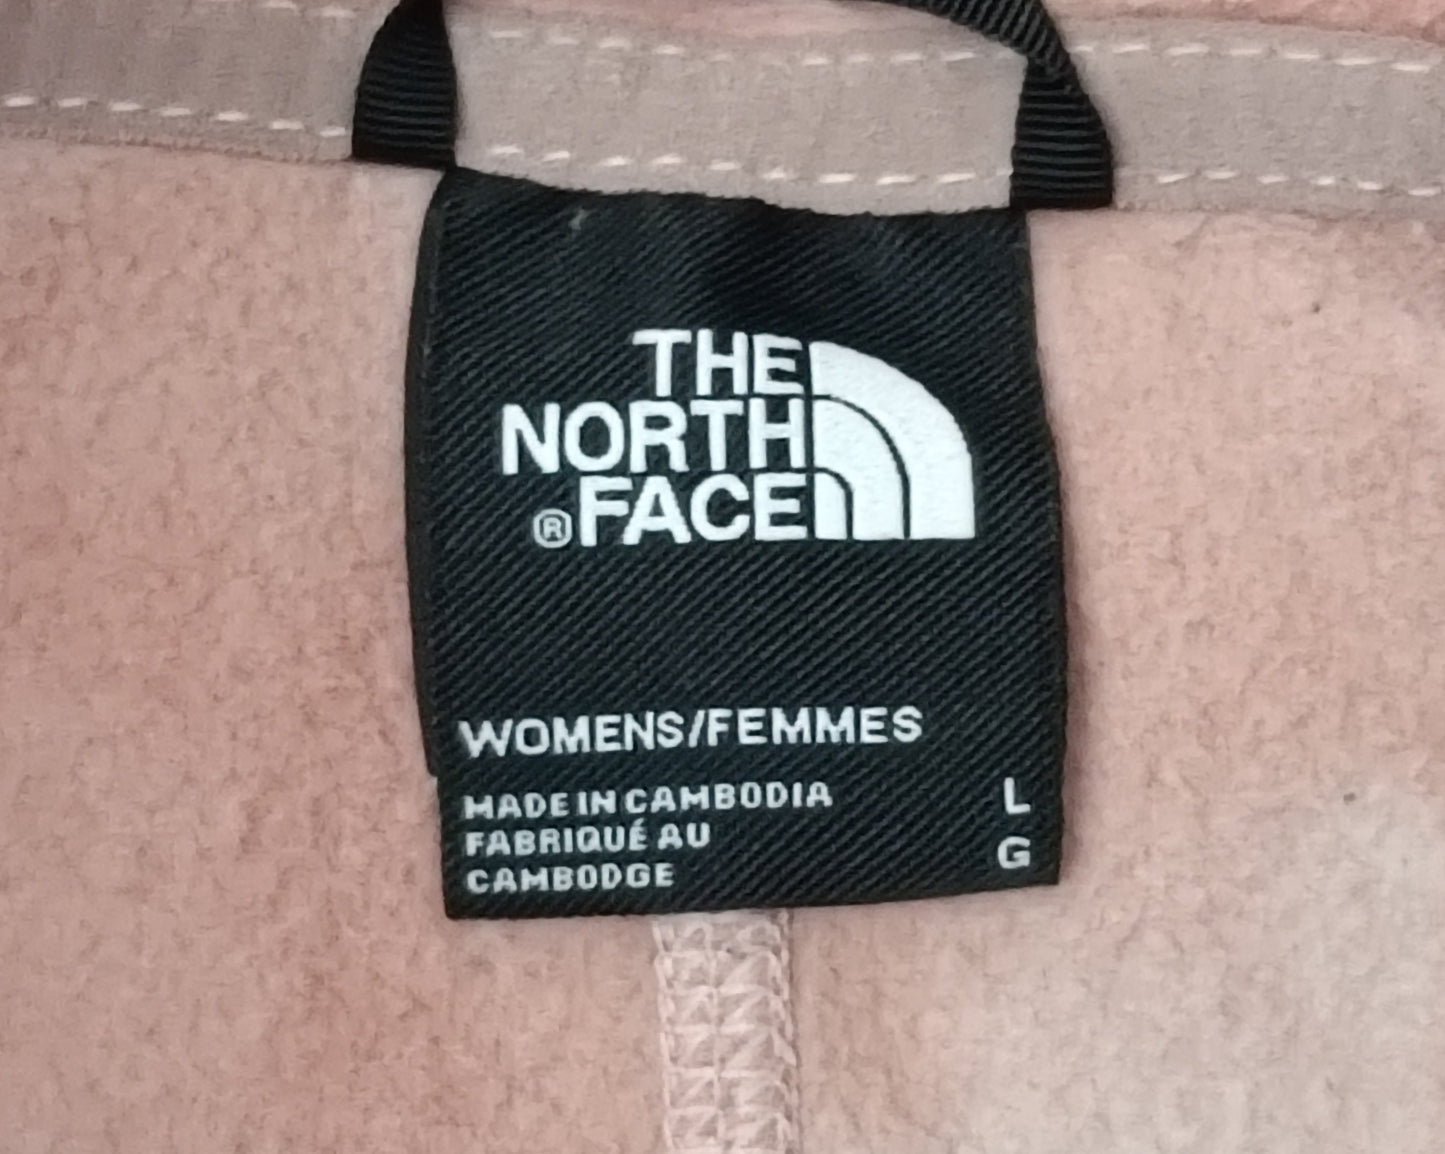 THE
NORTH
®FACE
WOMENS/FEMMES
MADE IN CAMBODIA L
FABRIQUÉ AU
G
CAMBODGE